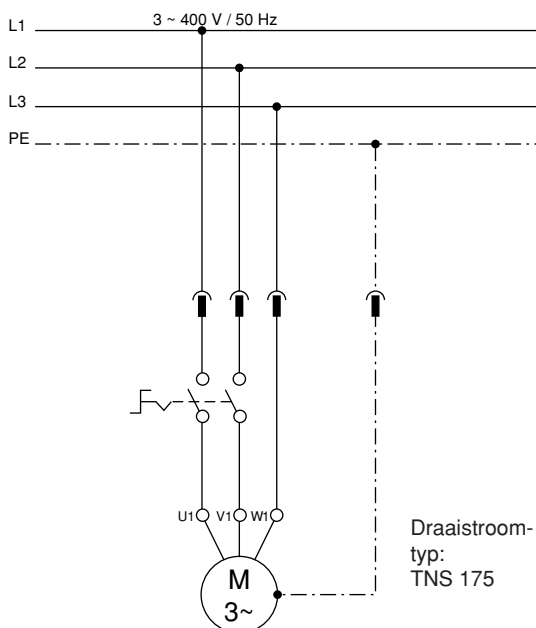 3 ~ 400 V / 50 Hz
L1
L2
L3
PE
U1 V1 W1
M
3~
Draaistroom-
typ:
TNS 175